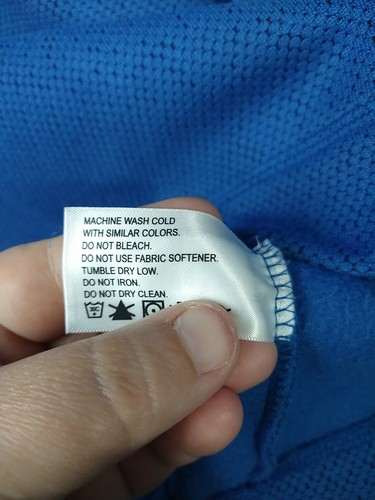 MACHINE WASH COLD
WITH SIMILAR COLORS.
DO NOT BLEACH.
DO NOT USE FABRIC SOFTENER.
TUMBLE DRY LOW.
DO NOT IRON.
DO NOT DRY CLEAN.
30C